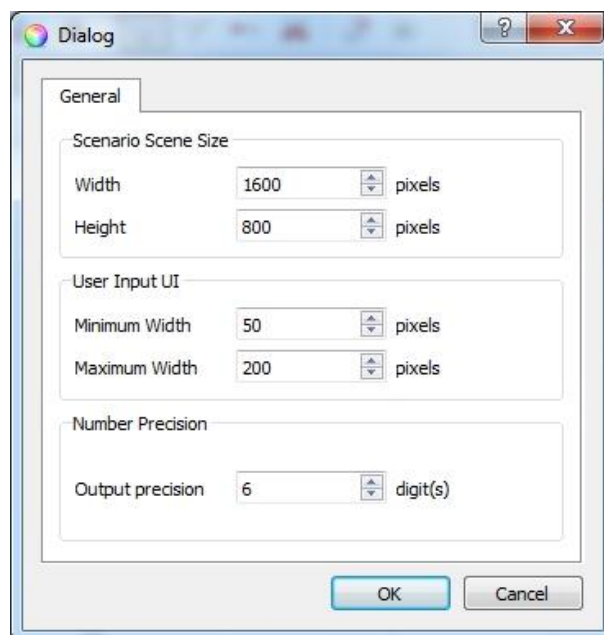 Dialog
General
Scenario Scene Size
Width 1600 pixels
Height 800 pixels
User Input UI
Minimum Width 50 pixels
Maximum Width 200 pixels
Number Precision
Output precision 6 digit(s)
OK Cancel